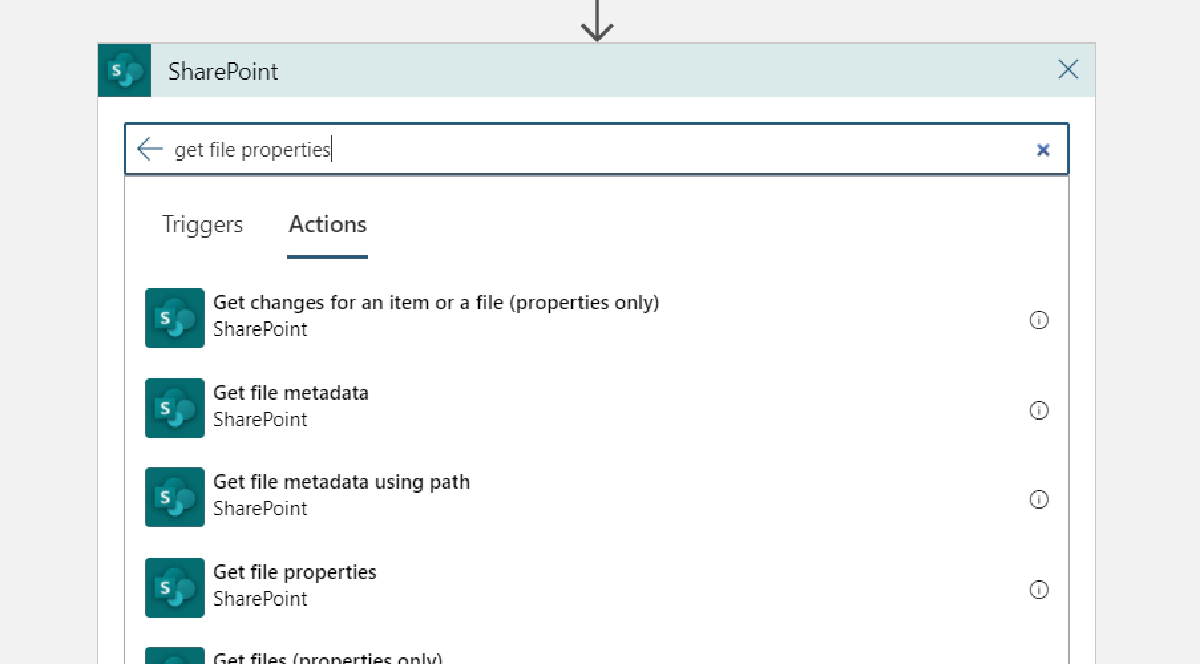 SharePoint
get file properties
Triggers Actions
Get changes for an item or a file (properties only)
SharePoint
Get file metadata
SharePoint
Get file metadata using path
SharePoint
Get file properties
SharePoint
Get files (properties only)